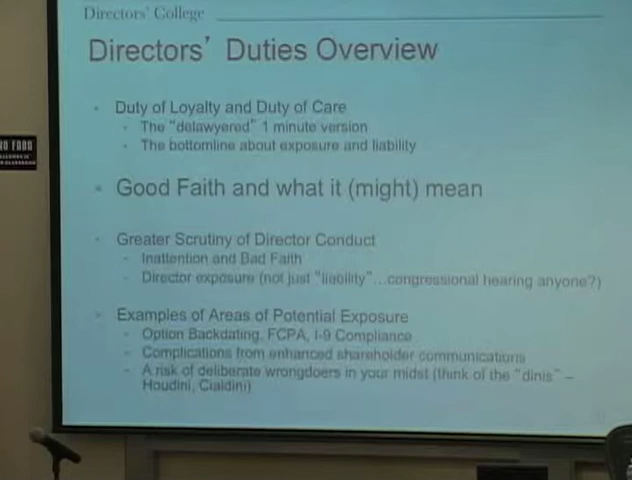 Directors' College
Directors' Duties Overview
Duty of Loyalty and Duty of Care
The "delawyered" 1 minute version
The bottomline about exposure and liability
Good Faith and what it (might) mean
Greater Scrutiny of Director Conduct
Inattention and Bad Faith
Director exposure (not just "liability"...congressional hearing anyone?)
Examples of Areas of Potential Exposure
Option Backdating, FCPA, I-9 Compliance
Complications from enhanced shareholder communications
A risk of deliberate wrongdoers in your midst (think of the "dinis" –
Houdini, Cialdini)
NO FOOD